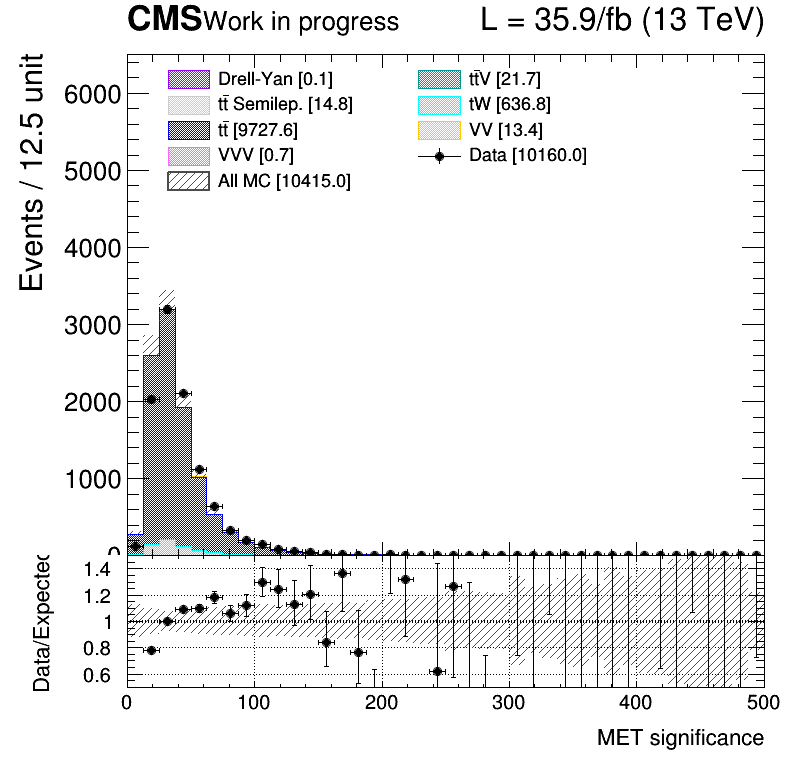 CMS Work in progress L = 35.9/fb (13 TeV)
Events / 12.5 unit
Drell-Yan [0.1]
tt̄ Semilep. [14.8]
tt̄ [9727.6]
VVV [0.7]
All MC [10415.0]
tt̄V [21.7]
tW [636.8]
VV [13.4]
Data [10160.0]
6000
5000
4000
3000
2000
1000
0
Data/Expected
1.4
1.2
1
0.8
0.6
0 100 200 300 400 500
MET significance